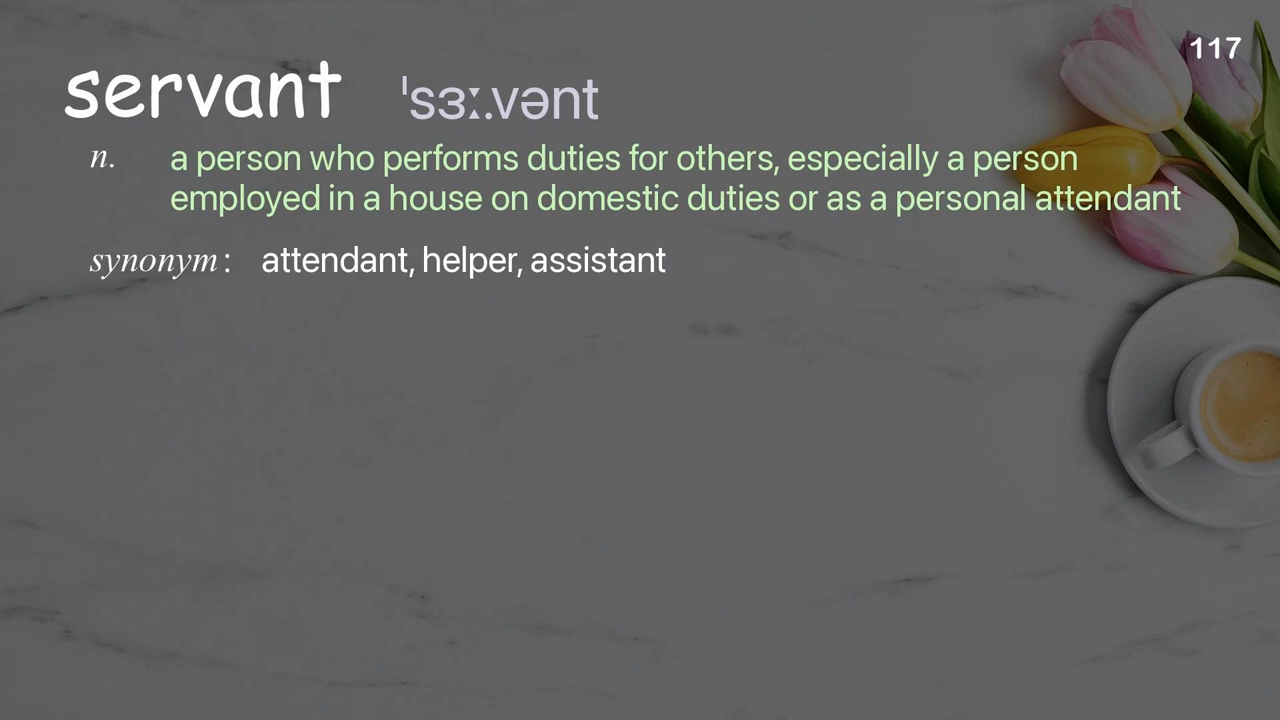 117
servant ˈsɜː.vənt
n. a person who performs duties for others, especially a person
employed in a house on domestic duties or as a personal attendant
synonym : attendant, helper, assistant